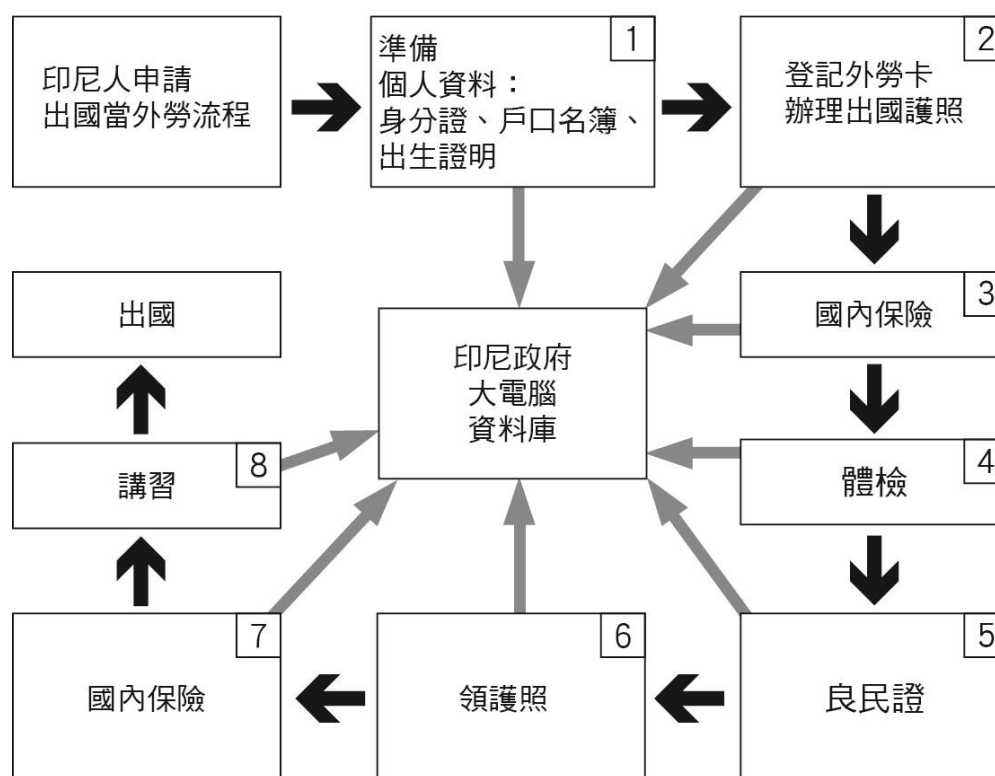 印尼人申請
出國當外勞流程
1
準備
個人資料：
身分證、戶口名簿、
出生證明
2
登記外勞卡
辦理出國護照
3
國內保險
4
體檢
5
良民證
6
領護照
7
國內保險
8
講習
出國
印尼政府
大電腦
資料庫